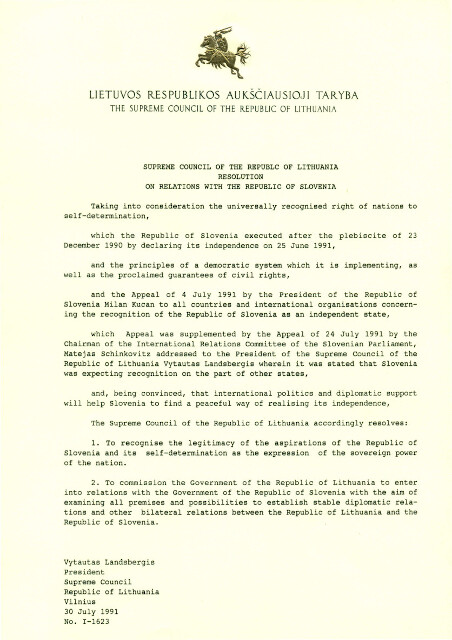 LIETUVOS RESPUBLIKOS AUKŠČIAUSIOJI TARYBA
THE SUPREME COUNCIL OF THE REPUBLIC OF LITHUANIA
SUPREME COUNCIL OF THE REPUBLC OF LITHUANIA
RESOLUTION
ON RELATIONS WITH THE REPUBLIC OF SLOVENIA
Taking into consideration the universally recognised right of nations to
self-determination,
which the Republic of Slovenia executed after the plebiscite of 23
December 1990 by declaring its independence on 25 June 1991,
and the principles of a democratic system which it is implementing, as
well as the proclaimed guarantees of civil rights,
and the Appeal of 4 July 1991 by the President of the Republic of
Slovenia Milan Kucan to all countries and international organisations concern-
ing the recognition of the Republic of Slovenia as an independent state,
which Appeal was supplemented by the Appeal of 24 July 1991 by the
Chairman of the International Relations Committee of the Slovenian Parliament,
Matejas Schinkovitz addressed to the President of the Supreme Council of the
Republic of Lithuania Vytautas Landsbergis wherein it was stated that Slovenia
was expecting recognition on the part of other states,
and, being convinced, that international politics and diplomatic support
will help Slovenia to find a peaceful way of realising its independence,
The Supreme Council of the Republic of Lithuania accordingly resolves:
1. To recognise the legitimacy of the aspirations of the Republic of
Slovenia and its self-determination as the expression of the sovereign power
of the nation.
2. To commission the Government of the Republic of Lithuania to enter
into relations with the Government of the Republic of Slovenia with the aim of
examining all premises and possibilities to establish stable diplomatic rela-
tions and other bilateral relations between the Republic of Lithuania and the
Republic of Slovenia.
Vytautas Landsbergis
President
Supreme Council
Republic of Lithuania
Vilnius
30 July 1991
No. I-1623